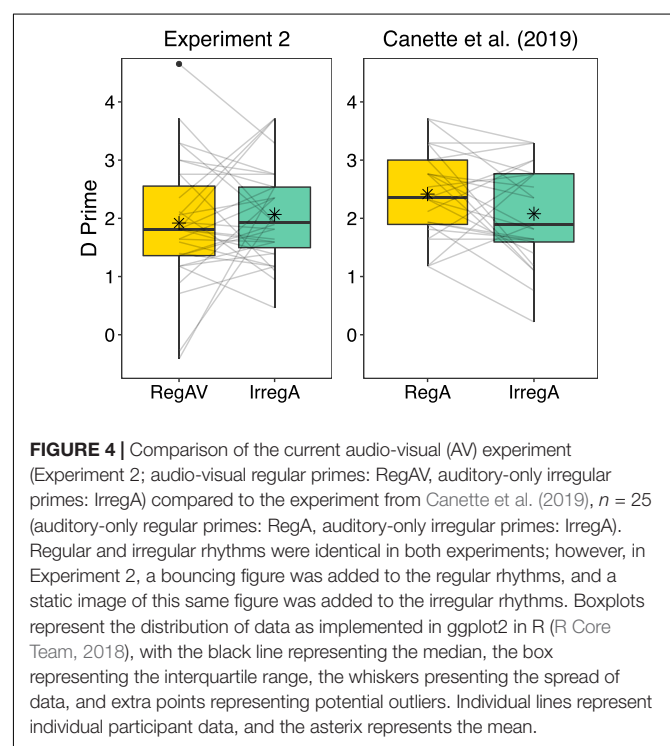 Experiment 2
Canette et al. (2019)
D Prime
4
3
2
1
0
4
3
2
1
0
RegAV
IrregA
RegA
IrregA
FIGURE 4 | Comparison of the current audio-visual (AV) experiment
(Experiment 2; audio-visual regular primes: RegAV, auditory-only irregular
primes: IrregA) compared to the experiment from Canette et al. (2019), n = 25
(auditory-only regular primes: RegA, auditory-only irregular primes: IrregA).
Regular and irregular rhythms were identical in both experiments; however, in
Experiment 2, a bouncing figure was added to the regular rhythms, and a
static image of this same figure was added to the irregular rhythms. Boxplots
represent the distribution of data as implemented in ggplot2 in R (R Core
Team, 2018), with the black line representing the median, the box
representing the interquartile range, the whiskers presenting the spread of
data, and extra points representing potential outliers. Individual lines represent
individual participant data, and the asterix represents the mean.